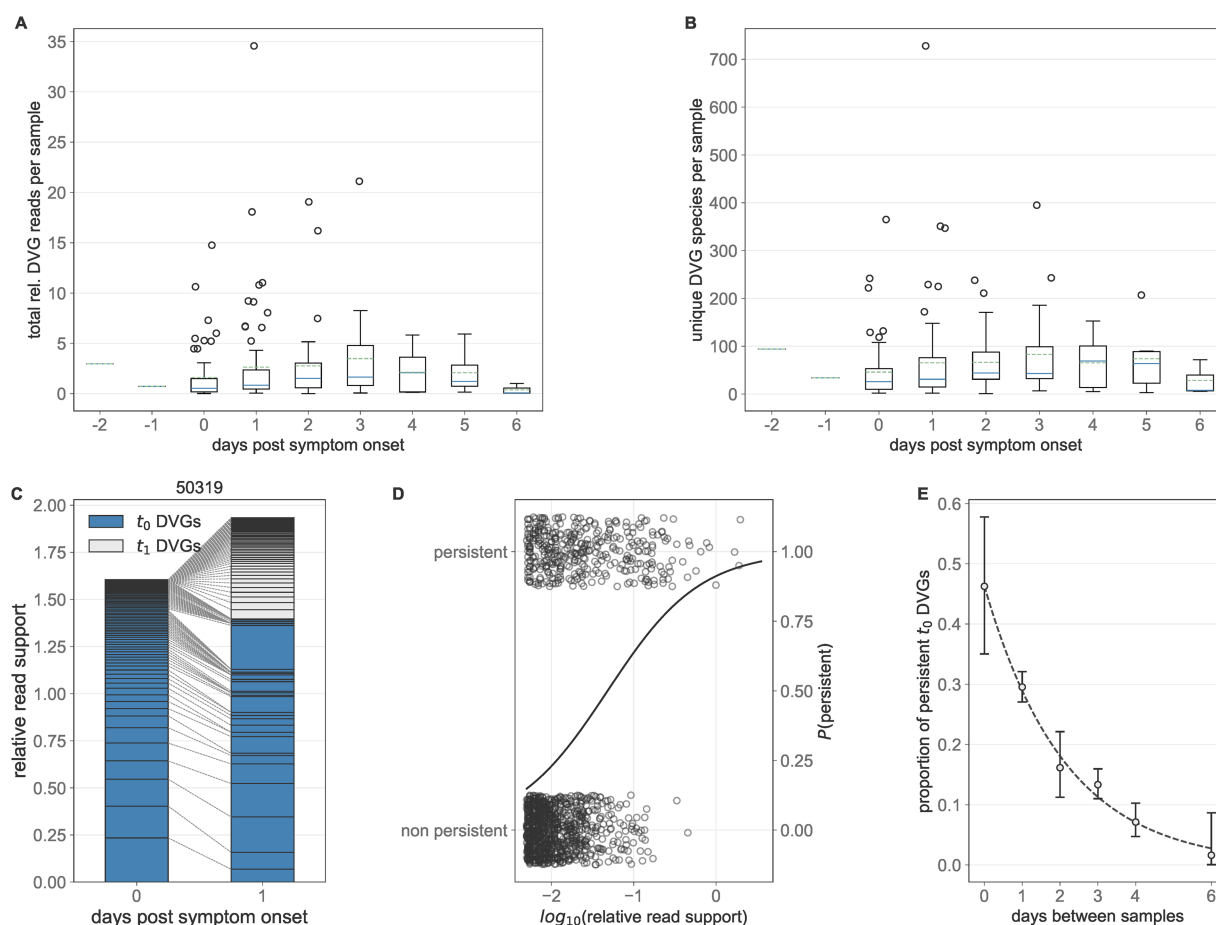 A
total rel. DVG reads per sample
35
30
25
20
15
10
5
0
-2 -1 0 1 2 3 4 5 6
days post symptom onset
B
unique DVG species per sample
700
600
500
400
300
200
100
0
-2 -1 0 1 2 3 4 5 6
days post symptom onset
C
50319
relative read support
2.00
1.75
1.50
1.25
1.00
0.75
0.50
0.25
0.00
t₀ DVGs
t₁ DVGs
0 1
days post symptom onset
D
persistent
non persistent
1.00
0.75
0.50
0.25
0.00
P(persistent)
−2 −1 0
log₁₀(relative read support)
E
proportion of persistent t₀ DVGs
0.6
0.5
0.4
0.3
0.2
0.1
0.0
0 1 2 3 4 6
days between samples